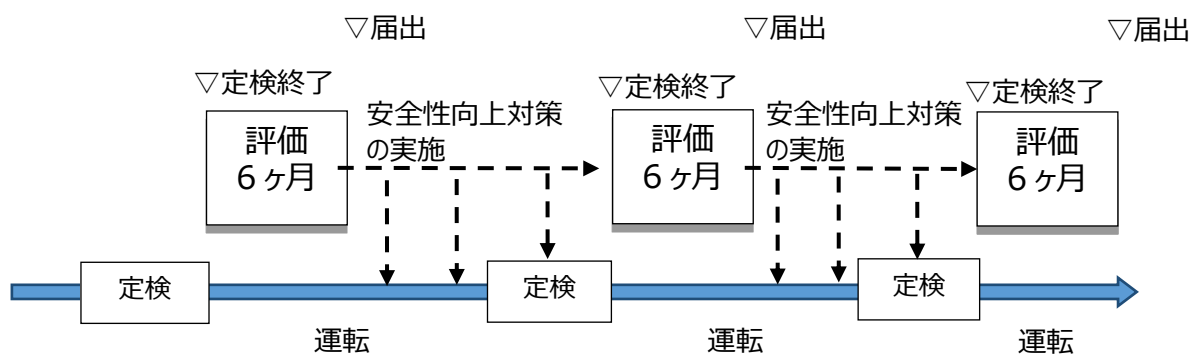 ▽届出
▽届出
▽届出
▽定検終了
▽定検終了
▽定検終了
評価
6ヶ月
安全性向上対策
の実施
評価
6ヶ月
安全性向上対策
の実施
評価
6ヶ月
定検
定検
定検
運転
運転
運転